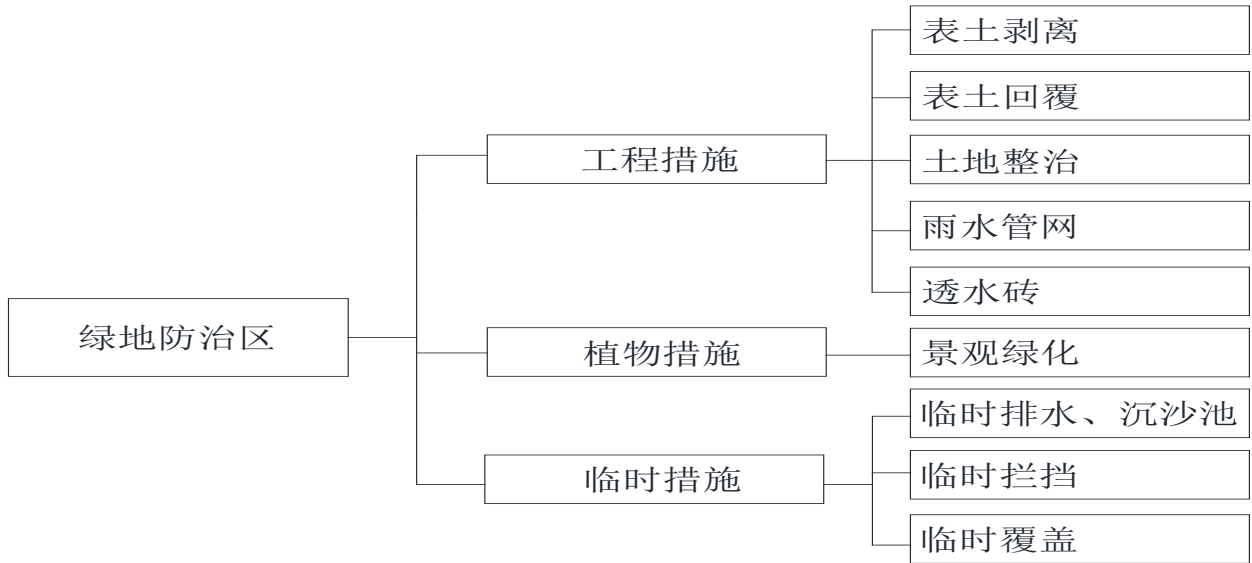 绿地防治区
工程措施
表土剥离
表土回覆
土地整治
雨水管网
透水砖
植物措施
景观绿化
临时措施
临时排水、沉沙池
临时拦挡
临时覆盖